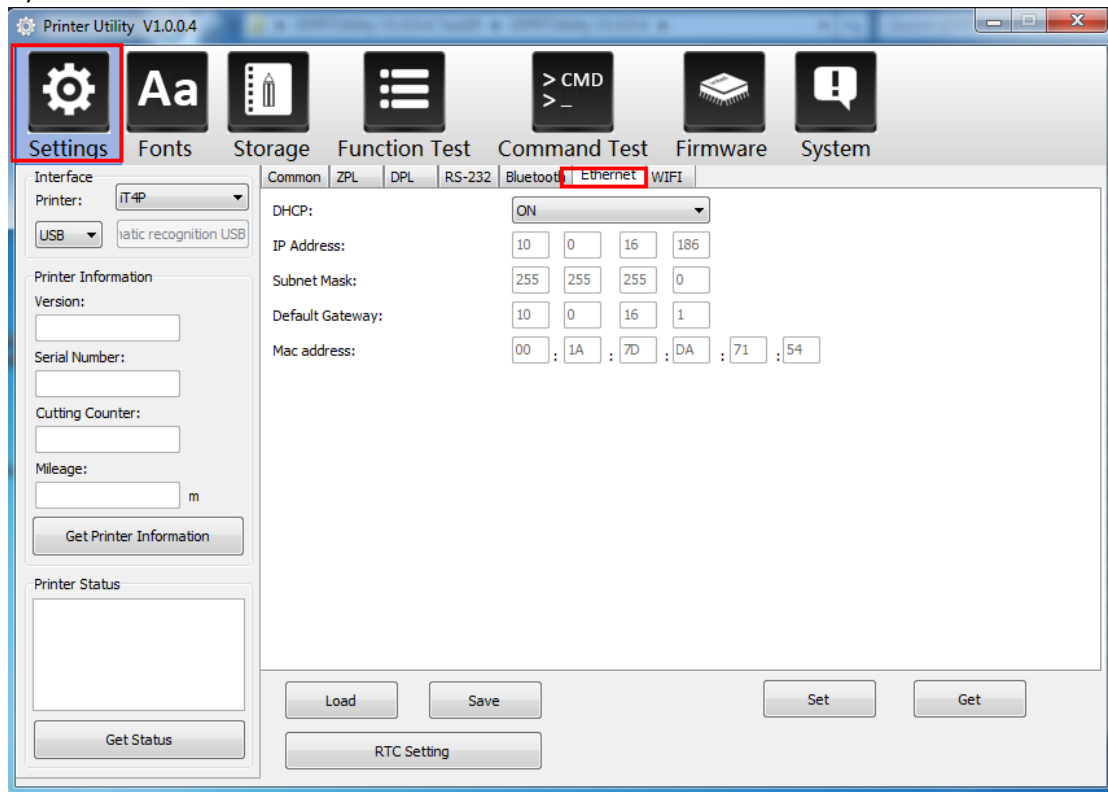 Printer Utility V1.0.0.4
Aa
> CMD
> _
Settings Fonts Storage Function Test Command Test Firmware System
Interface
Printer: iT4P
USB natic recognition USB
Printer Information
Version:
Serial Number:
Cutting Counter:
Mileage:
m
Get Printer Information
Printer Status
Get Status
Common ZPL DPL RS-232 Bluetooth Ethernet WIFI
DHCP: ON
IP Address: 10 0 16 186
Subnet Mask: 255 255 255 0
Default Gateway: 10 0 16 1
Mac address: 00 : 1A : 7D : DA : 71 : 54
Load Save Set Get
RTC Setting